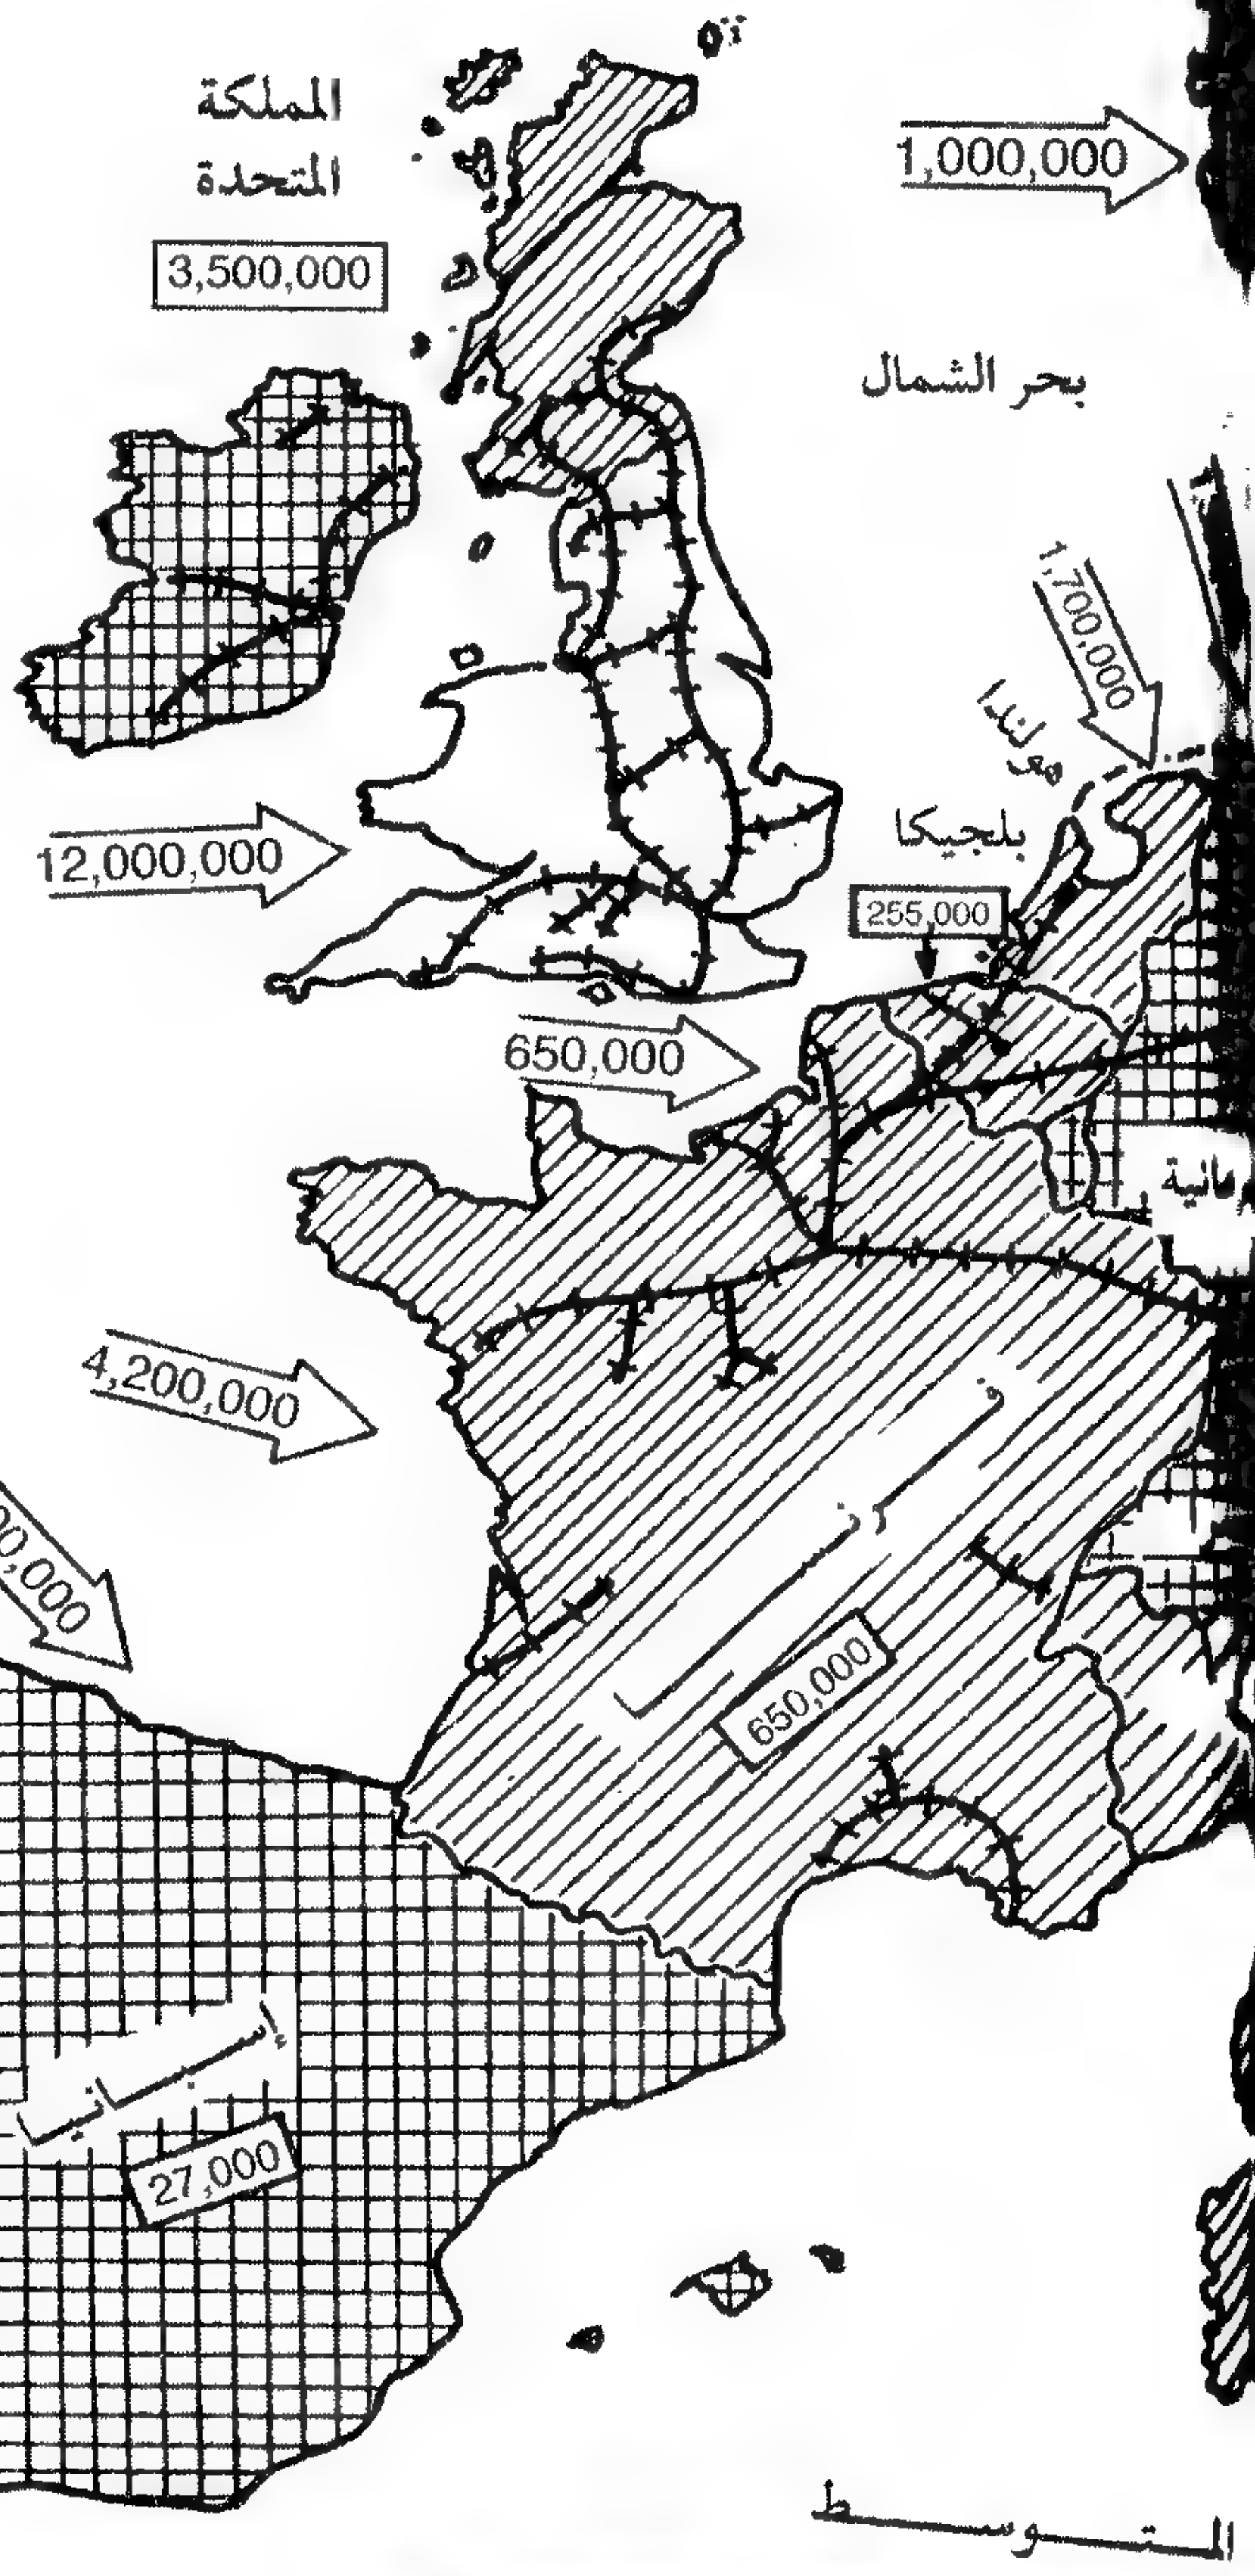 المملكة
المتحدة
3,500,000
1,000,000
بحر الشمال
1,700,000
هولندا
بلجيكا
255,000
12,000,000
650,000
4,200,000
فرنسا
650,000
إسبانيا
27,000
المتوسط